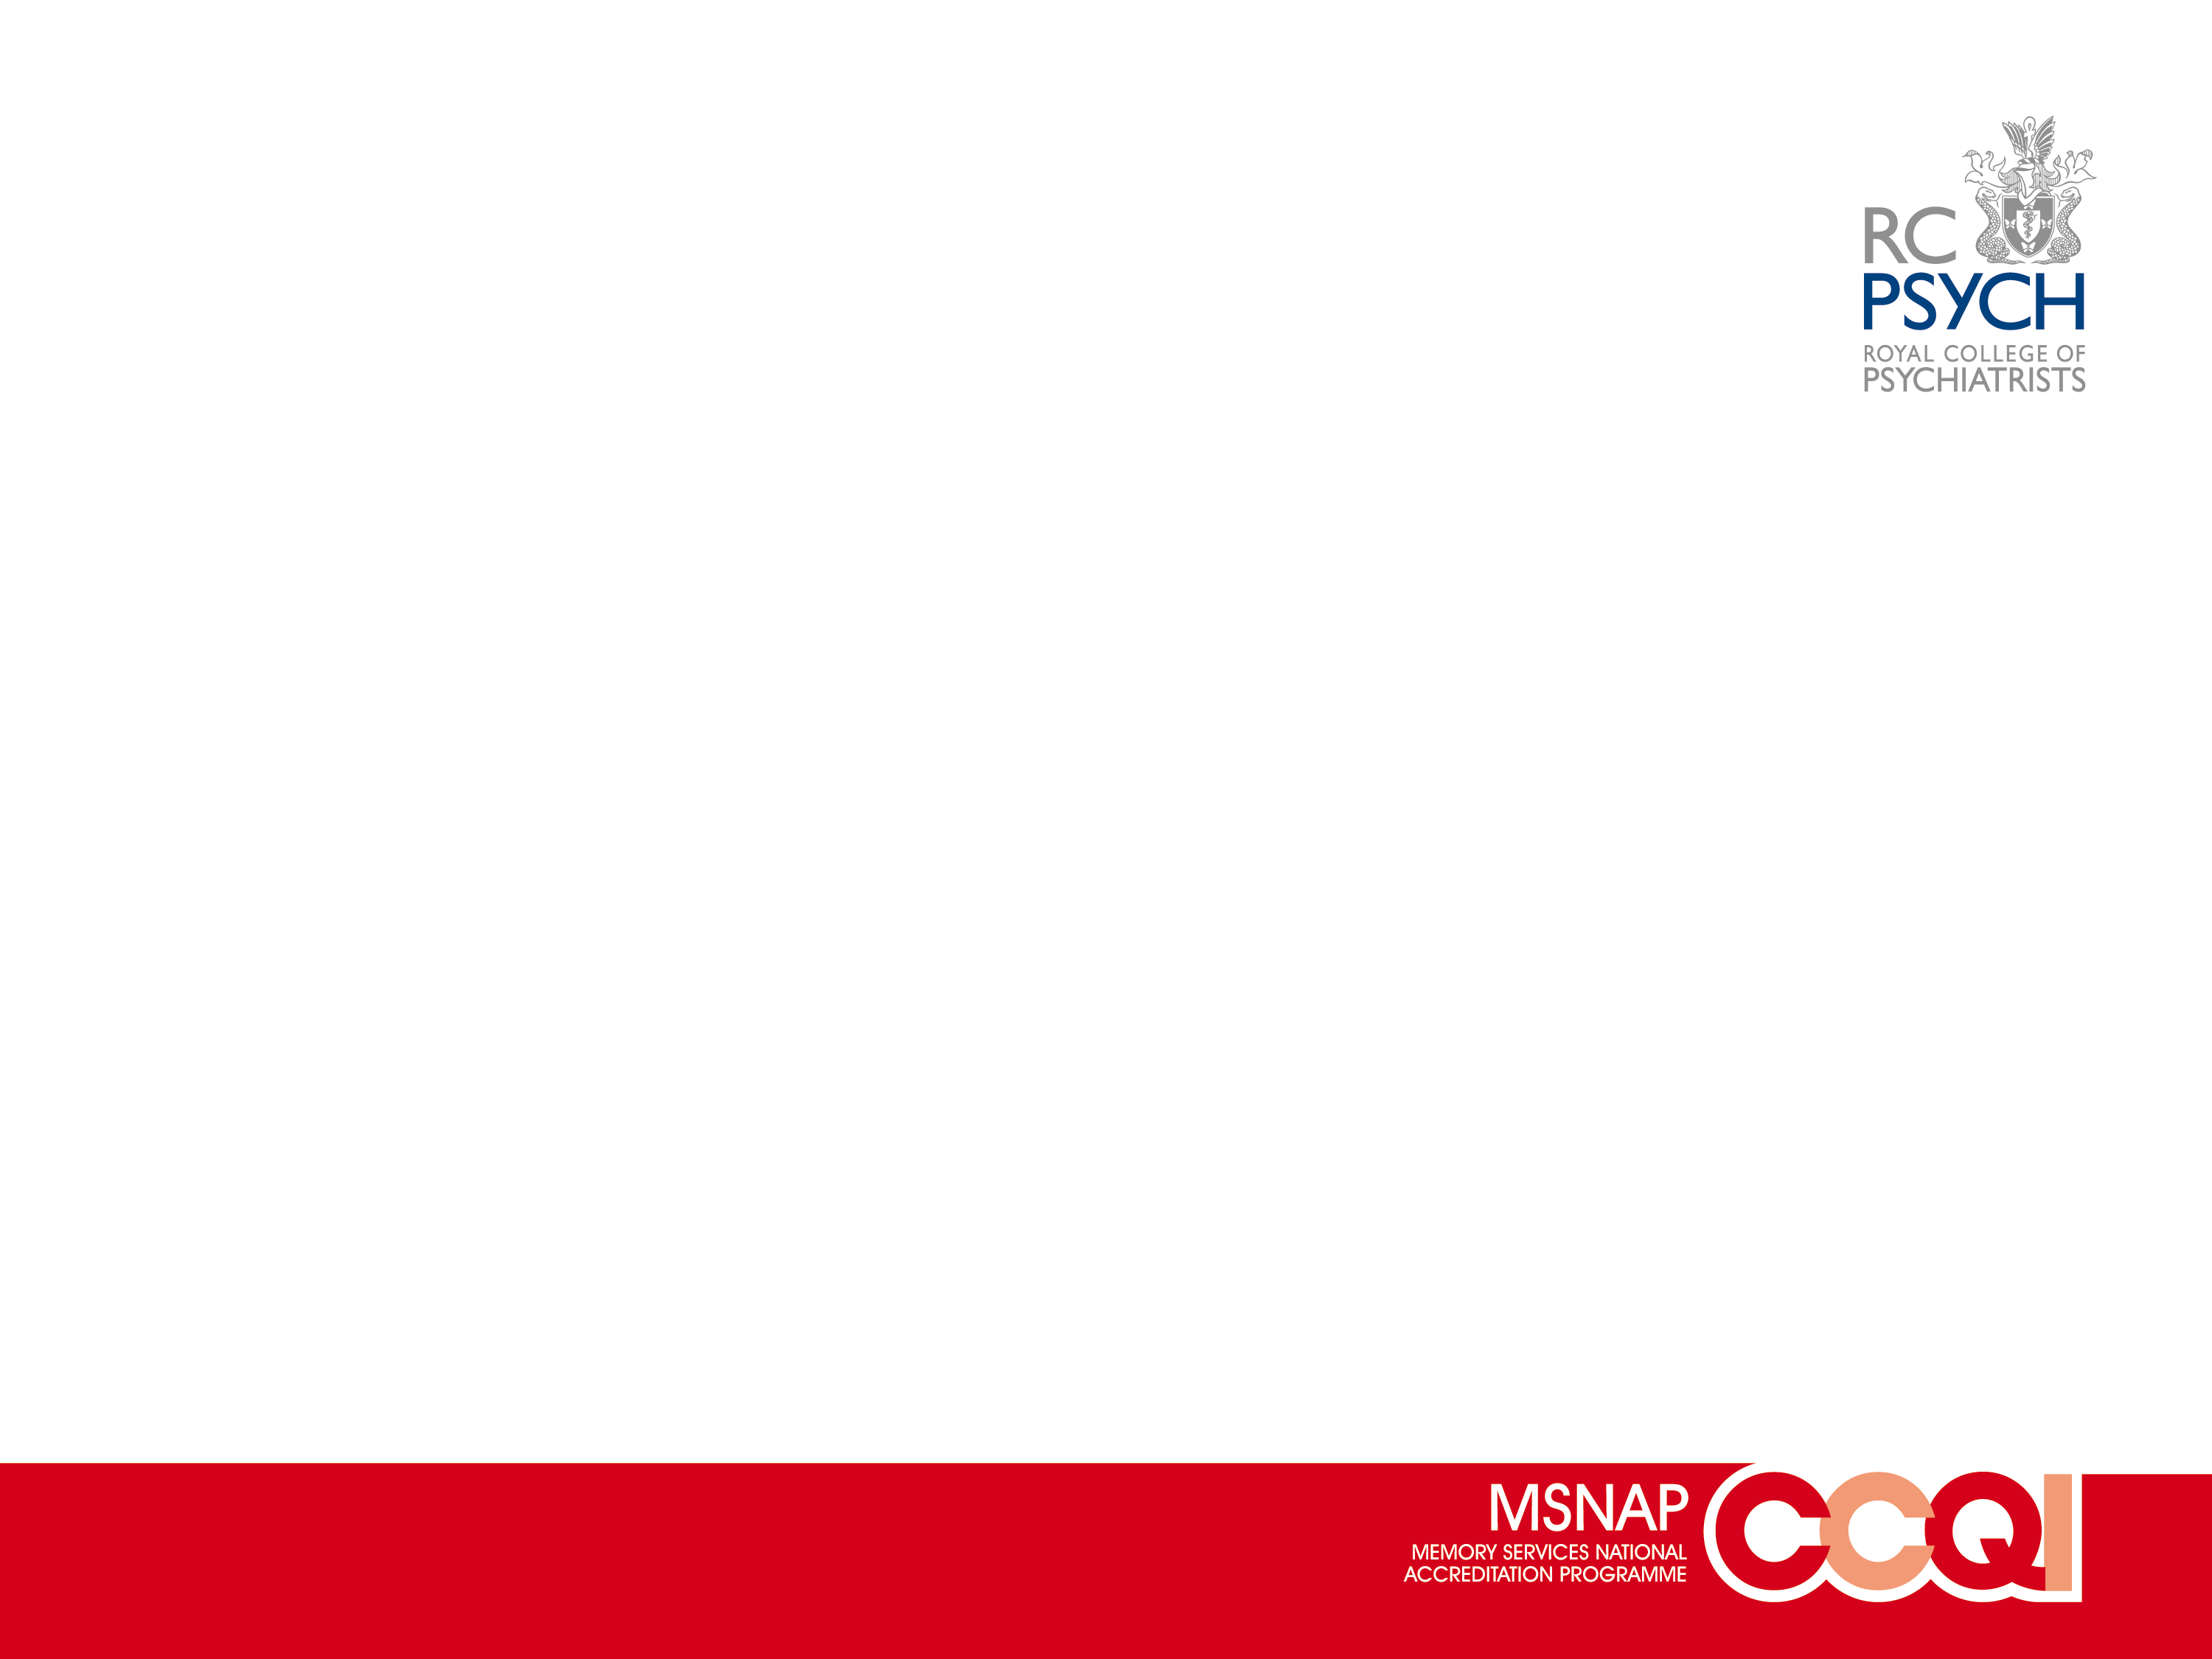 RC
PSYCH
ROYAL COLLEGE OF
PSYCHIATRISTS
MSNAP
MEMORY SERVICES NATIONAL
ACCREDITATION PROGRAMME
CCQI